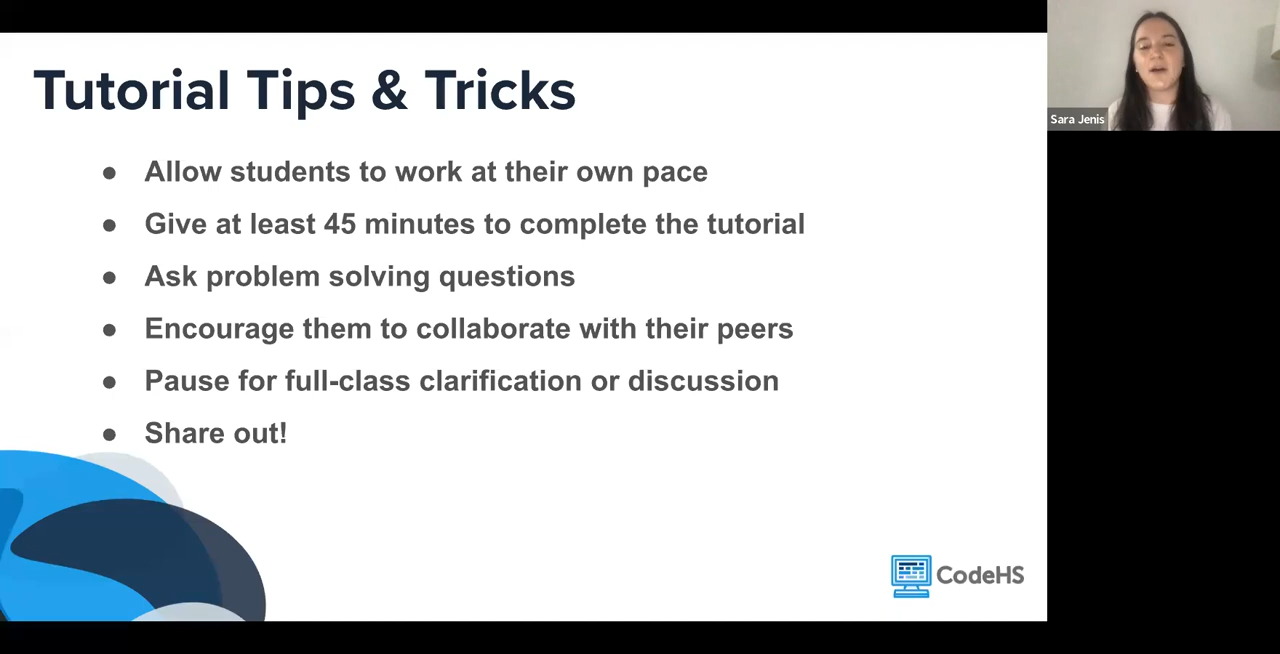 Tutorial Tips & Tricks
Sara Jenis
● Allow students to work at their own pace
● Give at least 45 minutes to complete the tutorial
● Ask problem solving questions
● Encourage them to collaborate with their peers
● Pause for full-class clarification or discussion
● Share out!
CodeHS